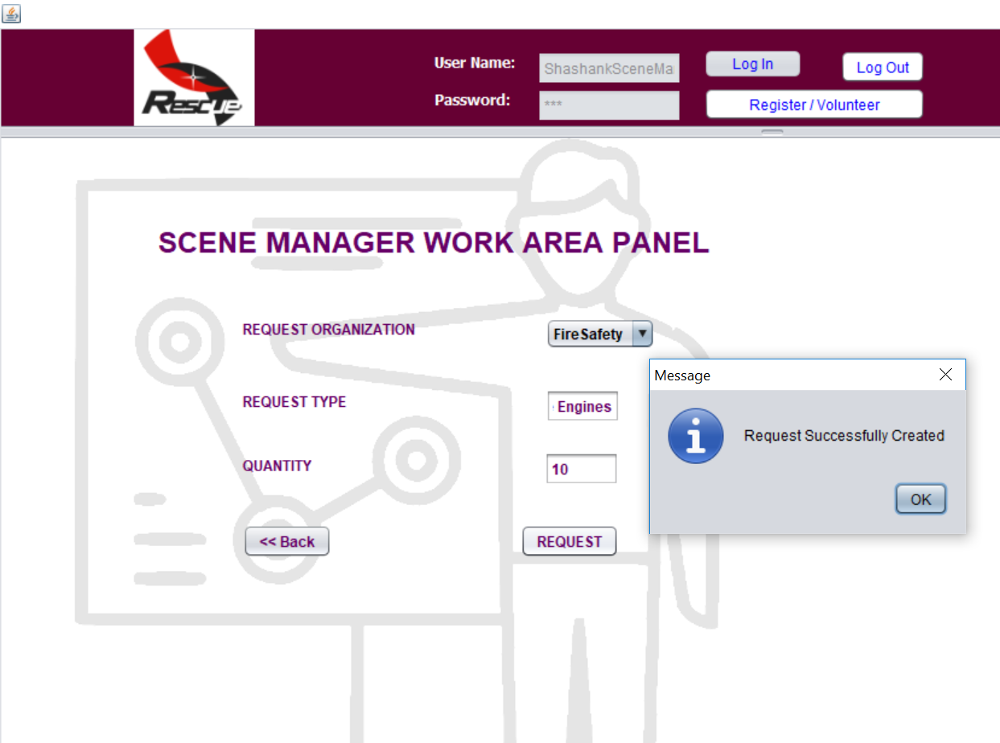 Rescue
User Name:
ShashankSceneMa
Log In
Log Out
Password:
***
Register / Volunteer
SCENE MANAGER WORK AREA PANEL
REQUEST ORGANIZATION
FireSafety
REQUEST TYPE
Engines
QUANTITY
10
<< Back
REQUEST
Message
Request Successfully Created
OK